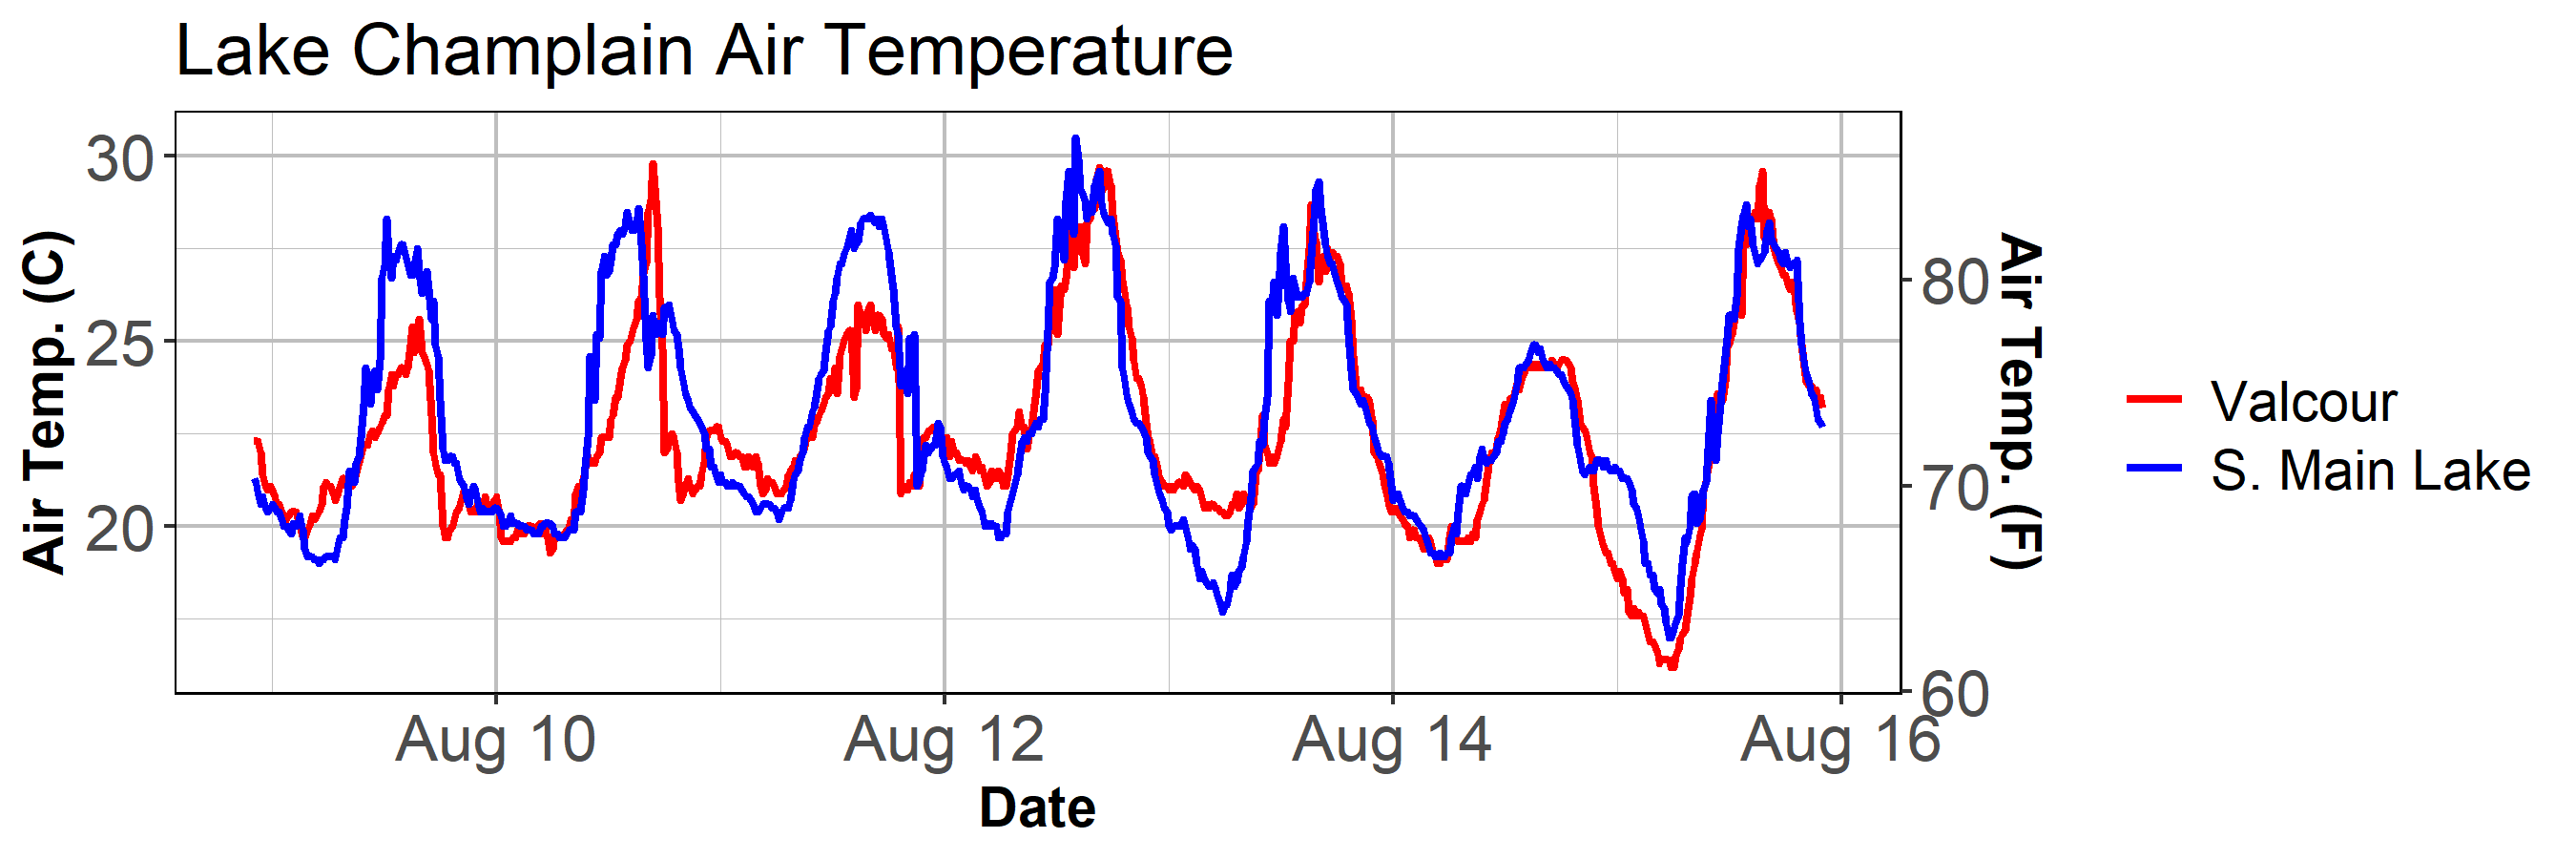 Lake Champlain Air Temperature
Air Temp. (C)
30
25
20
Aug 10
Aug 12
Aug 14
Aug 16
Date
80
70
60
Air Temp. (F)
Valcour
S. Main Lake